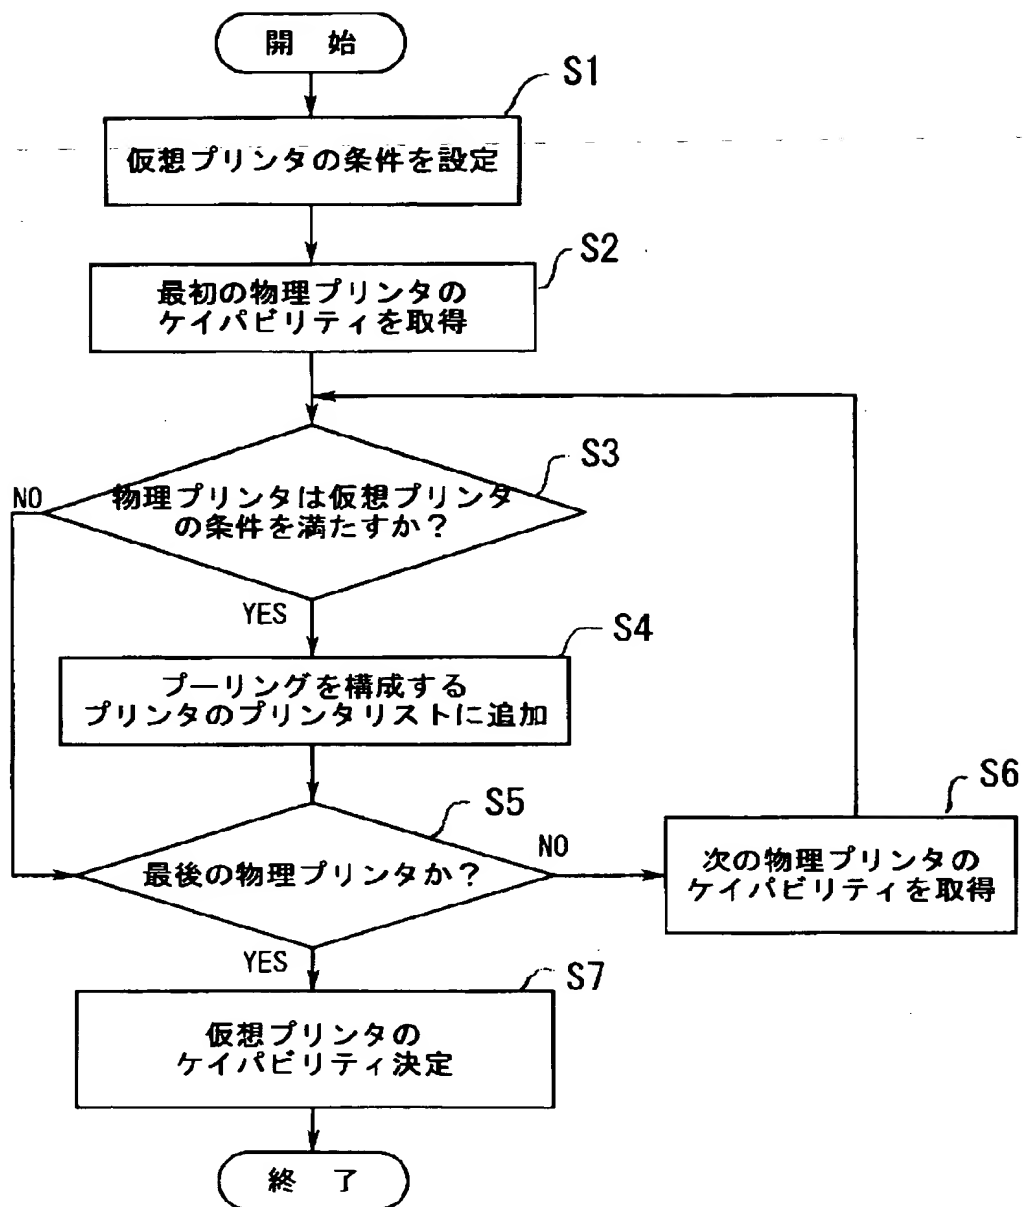 開 始
S1
仮想プリンタの条件を設定
S2
最初の物理プリンタの
ケイパビリティを取得
S3
NO
物理プリンタは仮想プリンタ
の条件を満たすか?
YES
S4
プーリングを構成する
プリンタのプリンタリストに追加
S5
S6
最後の物理プリンタか?
NO
次の物理プリンタの
ケイパビリティを取得
YES
S7
仮想プリンタの
ケイパビリティ決定
終 了